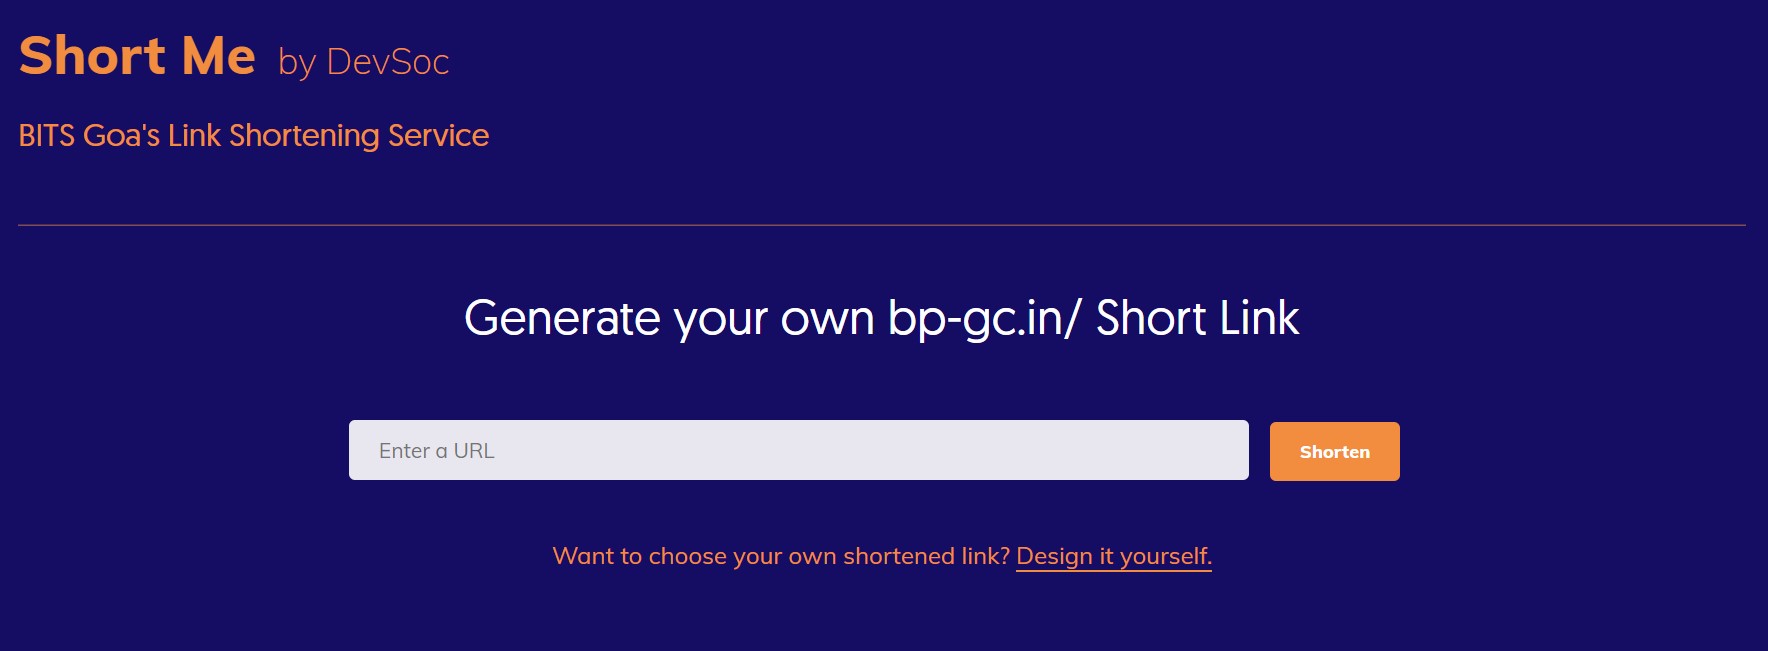 Short Me by DevSoc
BITS Goa's Link Shortening Service
Generate your own bp-gc.in/ Short Link
Enter a URL
Shorten
Want to choose your own shortened link? Design it yourself.